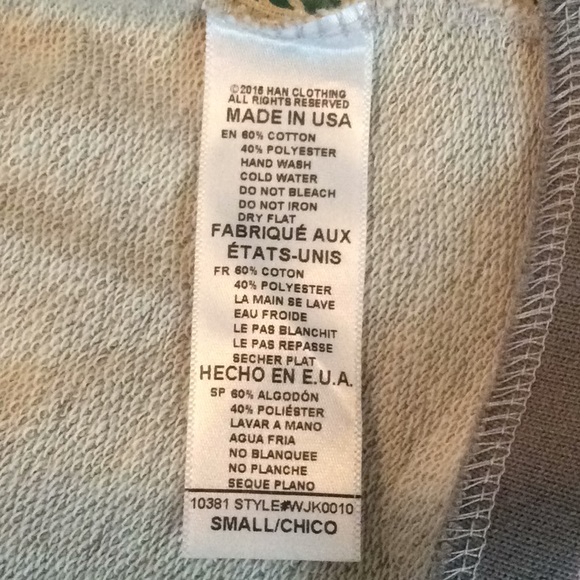 ©2016 HAN CLOTHING
ALL RIGHTS RESERVED
MADE IN USA
EN 60% COTTON
40% POLYESTER
HAND WASH
COLD WATER
DO NOT BLEACH
DO NOT IRON
DRY FLAT
FABRIQUÉ AUX
ÉTATS-UNIS
FR 60% COTON
40% POLYESTER
LA MAIN SE LAVE
EAU FROIDE
LE PAS BLANCHIT
LE PAS REPASSE
SECHER PLAT
HECHO EN E.U.A.
SP 60% ALGODÓN
40% POLIÉSTER
LAVAR A MANO
AGUA FRIA
NO BLANQUEE
NO PLANCHE
SEQUE PLANO
10381 STYLE#WJK0010
SMALL/CHICO